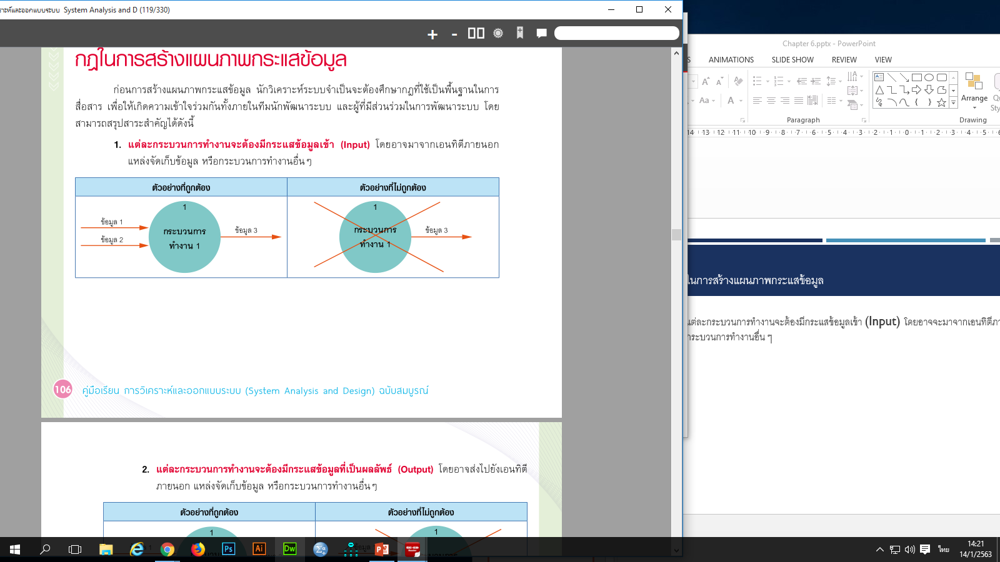 ราะห์และออกแบบระบบ System Analysis and D (119/330)
กฎในการสร้างแผนภาพกระแสข้อมูล
ก่อนการสร้างแผนภาพกระแสข้อมูล นักวิเคราะห์ระบบจำเป็นจะต้องศึกษากฎที่ใช้เป็นพื้นฐานในการ
สื่อสาร เพื่อให้เกิดความเข้าใจร่วมกันทั้งภายในทีมนักพัฒนาระบบ และผู้ที่มีส่วนร่วมในการพัฒนาระบบ โดย
สามารถสรุปสาระสำคัญได้ดังนี้
1. แต่ละกระบวนการทำงานจะต้องมีกระแสข้อมูลเข้า (Input) โดยอาจมาจากเอนทิตีภายนอก
แหล่งจัดเก็บข้อมูล หรือกระบวนการทำงานอื่น ๆ
ตัวอย่างที่ถูกต้อง
ตัวอย่างที่ไม่ถูกต้อง
1
ข้อมูล 1
ข้อมูล 2
กระบวนการ
ทำงาน 1
ข้อมูล 3
1
กระบวนการ
ทำงาน 1
ข้อมูล 3
106 คู่มือเรียน การวิเคราะห์และออกแบบระบบ (System Analysis and Design) ฉบับสมบูรณ์
2. แต่ละกระบวนการทำงานจะต้องมีกระแสข้อมูลที่เป็นผลลัพธ์ (Output) โดยอาจส่งไปยังเอนทิตี
ภายนอก แหล่งจัดเก็บข้อมูล หรือกระบวนการทำงานอื่น ๆ
ตัวอย่างที่ถูกต้อง
ตัวอย่างที่ไม่ถูกต้อง
1
1
Chapter 6.pptx - PowerPoint
S ANIMATIONS SLIDE SHOW REVIEW VIEW
Aa
Arrange
Paragraph
Drawing
14 13 12 11 10 9 8 7 6 5 4 3 2 1 0 1 2 3 4 5 6
ในการสร้างแผนภาพกระแสข้อมูล
แต่ละกระบวนการทำงานจะต้องมีกระแสข้อมูลเข้า (Input) โดยอาจจะมาจากเอนทิตีภา
กระบวนการทำงานอื่น ๆ
Ps
Ai
Dw
ไทย
14:21
14/1/2563